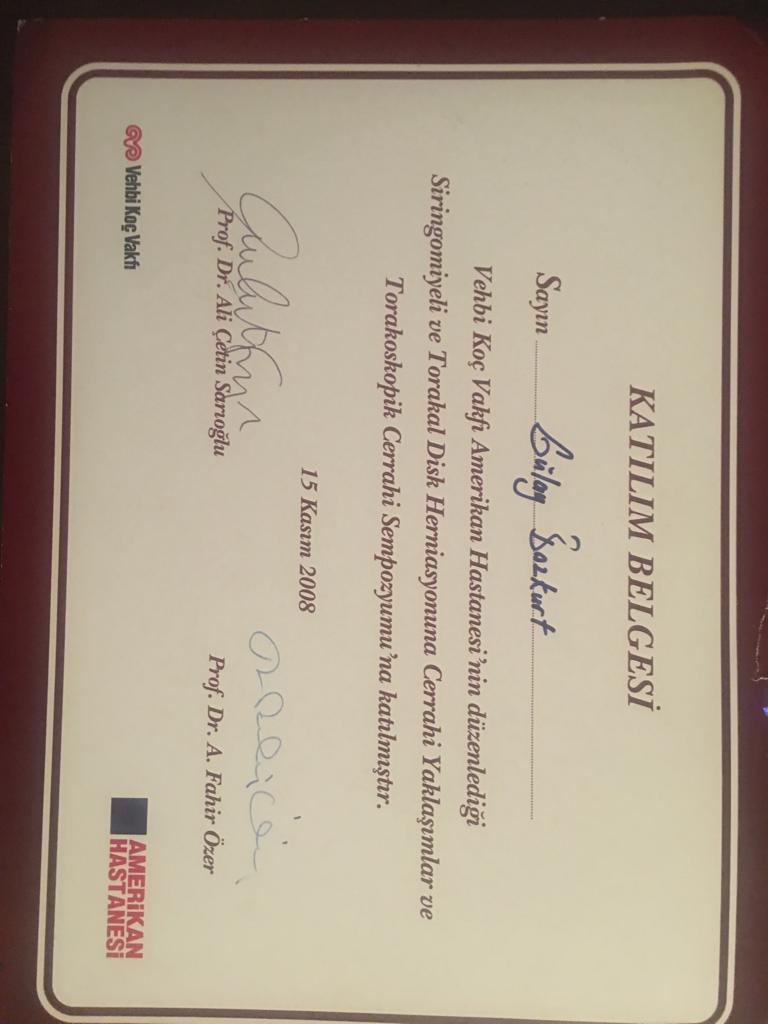 KATILIM BELGESİ
Sayın Gülay Bozkurt
Vehbi Koç Vakfı Amerikan Hastanesi'nin düzenlediği
Siringomiyeli ve Torakal Disk Herniasyonuna Cerrahi Yaklaşımlar ve
Torakoskopik Cerrahi Sempozyumu'na katılmıştır.
15 Kasım 2008
Prof. Dr. Ali Çetin Sarıoğlu
Prof. Dr. A. Fahir Özer
Vehbi Koç Vakfı
AMERİKAN
HASTANESİ